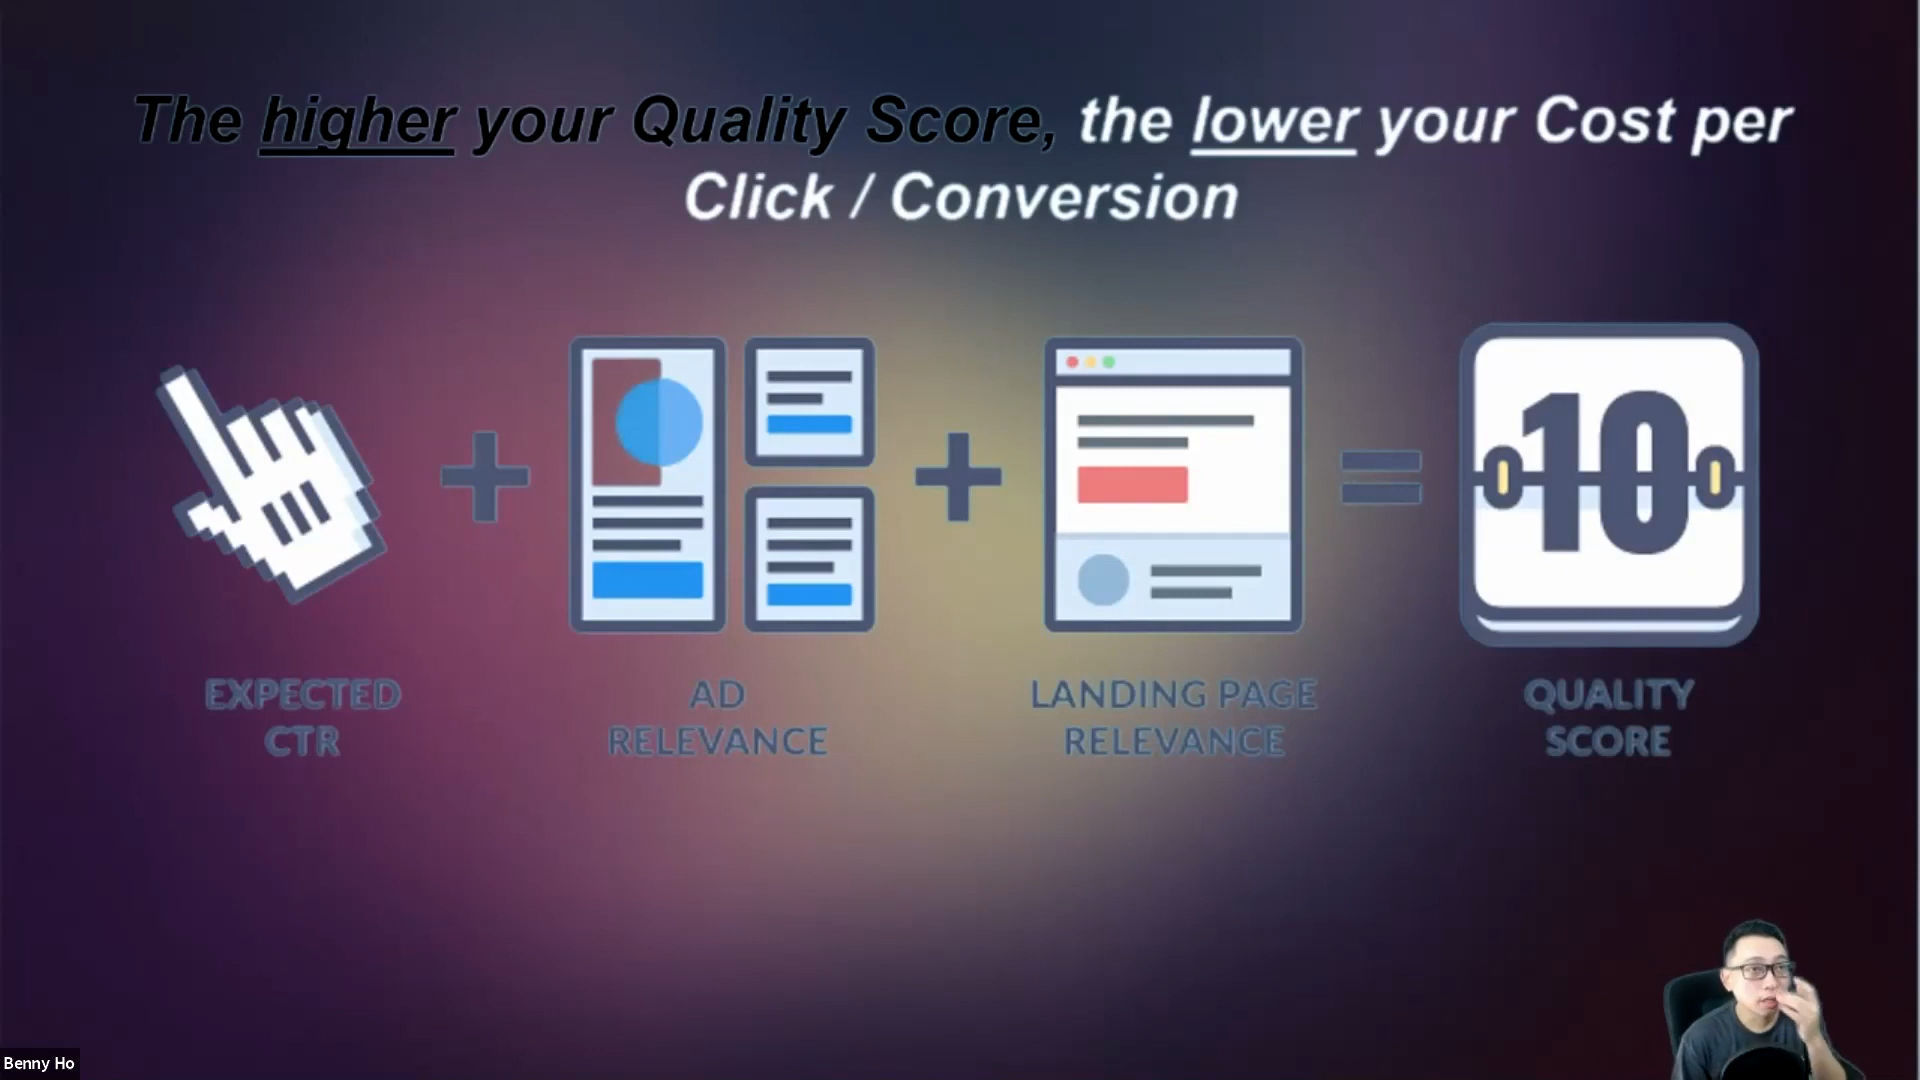 The higher your Quality Score, the lower your Cost per
Click / Conversion
10
EXPECTED
CTR
AD
RELEVANCE
LANDING PAGE
RELEVANCE
QUALITY
SCORE
Benny Ho